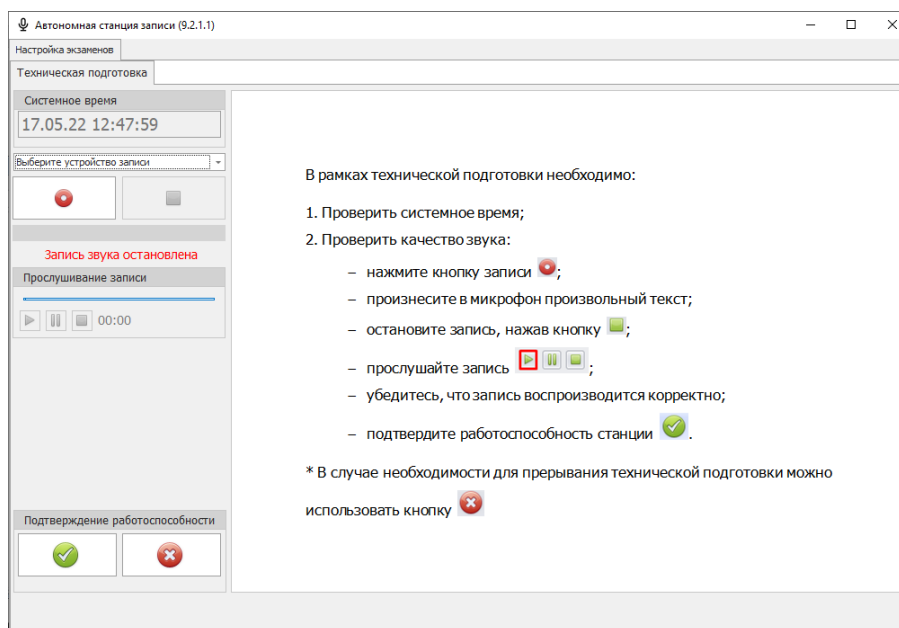 Автономная станция записи (9.2.1.1)
Настройка экзаменов
Техническая подготовка
Системное время
17.05.22 12:47:59
Выберите устройство записи
Запись звука остановлена
Прослушивание записи
00:00
Подтверждение работоспособности
В рамках технической подготовки необходимо:
1. Проверить системное время;
2. Проверить качество звука:
– нажмите кнопку записи ;
– произнесите в микрофон произвольный текст;
– остановите запись, нажав кнопку ;
– прослушайте запись ;
– убедитесь, что запись воспроизводится корректно;
– подтвердите работоспособность станции .
* В случае необходимости для прерывания технической подготовки можно
использовать кнопку